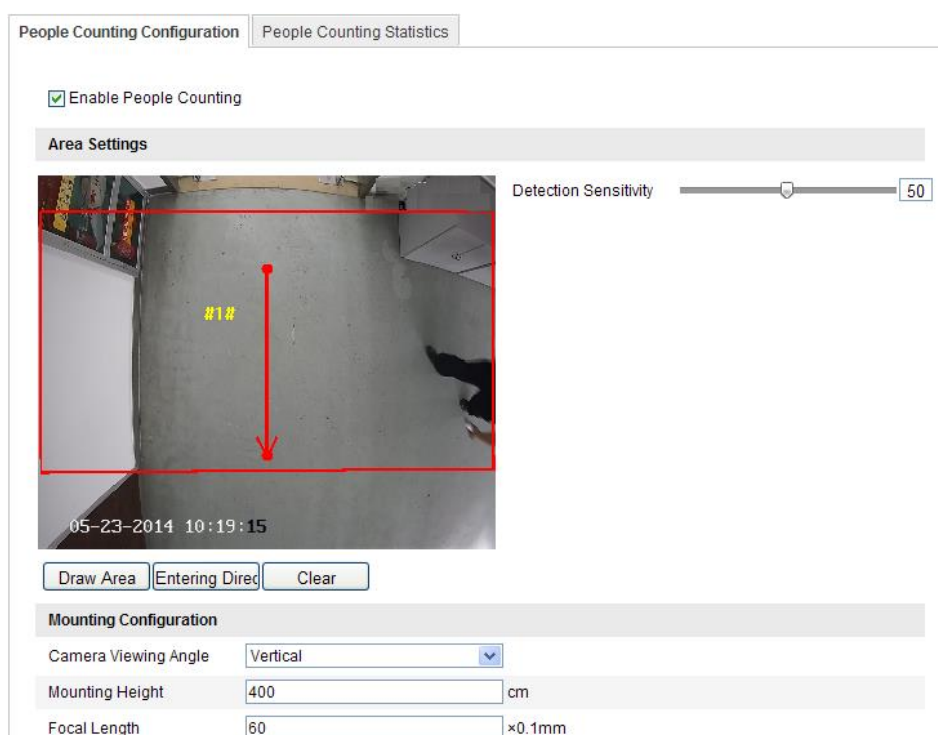 People Counting Configuration People Counting Statistics
Enable People Counting
Area Settings
Detection Sensitivity 50
#1#
05-23-2014 10:19:15
Draw Area Entering Direc Clear
Mounting Configuration
Camera Viewing Angle Vertical
Mounting Height 400 cm
Focal Length 60 ×0.1mm